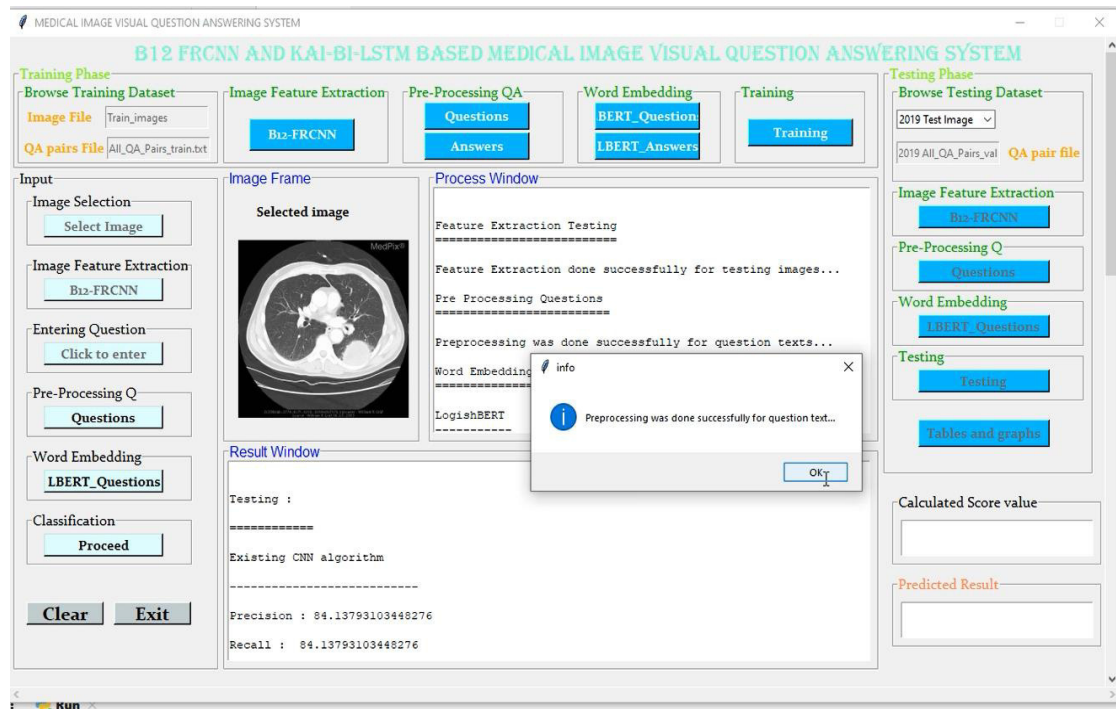 MEDICAL IMAGE VISUAL QUESTION ANSWERING SYSTEM
B12 FRCNN AND KAI-BI-LSTM BASED MEDICAL IMAGE VISUAL QUESTION ANSWERING SYSTEM
Training Phase
Browse Training Dataset
Image File Train_images
QA pairs File All_QA_Pairs_train.txt
Image Feature Extraction
B12-FRCNN
Pre-Processing QA
Questions
Answers
Word Embedding
BERT_Question
LBERT_Answers
Training
Training
Testing Phase
Browse Testing Dataset
2019 Test Image
2019 All_QA_Pairs_val QA pair file
Input
Image Selection
Select Image
Image Feature Extraction
B12-FRCNN
Entering Question
Click to enter
Pre-Processing Q
Questions
Word Embedding
LBERT_Questions
Classification
Proceed
Clear Exit
Image Frame
Selected image
MedPix®
Process Window
Feature Extraction Testing
==========================
Feature Extraction done successfully for testing images...
Pre Processing Questions
=========================
Preprocessing was done successfully for question texts...
Word Embedding
LogishBERT
-----------
info
Preprocessing was done successfully for question text...
OK
Result Window
Testing :
============
Existing CNN algorithm
---------------------------
Precision : 84.13793103448276
Recall : 84.13793103448276
Image Feature Extraction
B12-FRCNN
Pre-Processing Q
Questions
Word Embedding
LBERT_Questions
Testing
Testing
Tables and graphs
Calculated Score value
Predicted Result
Run